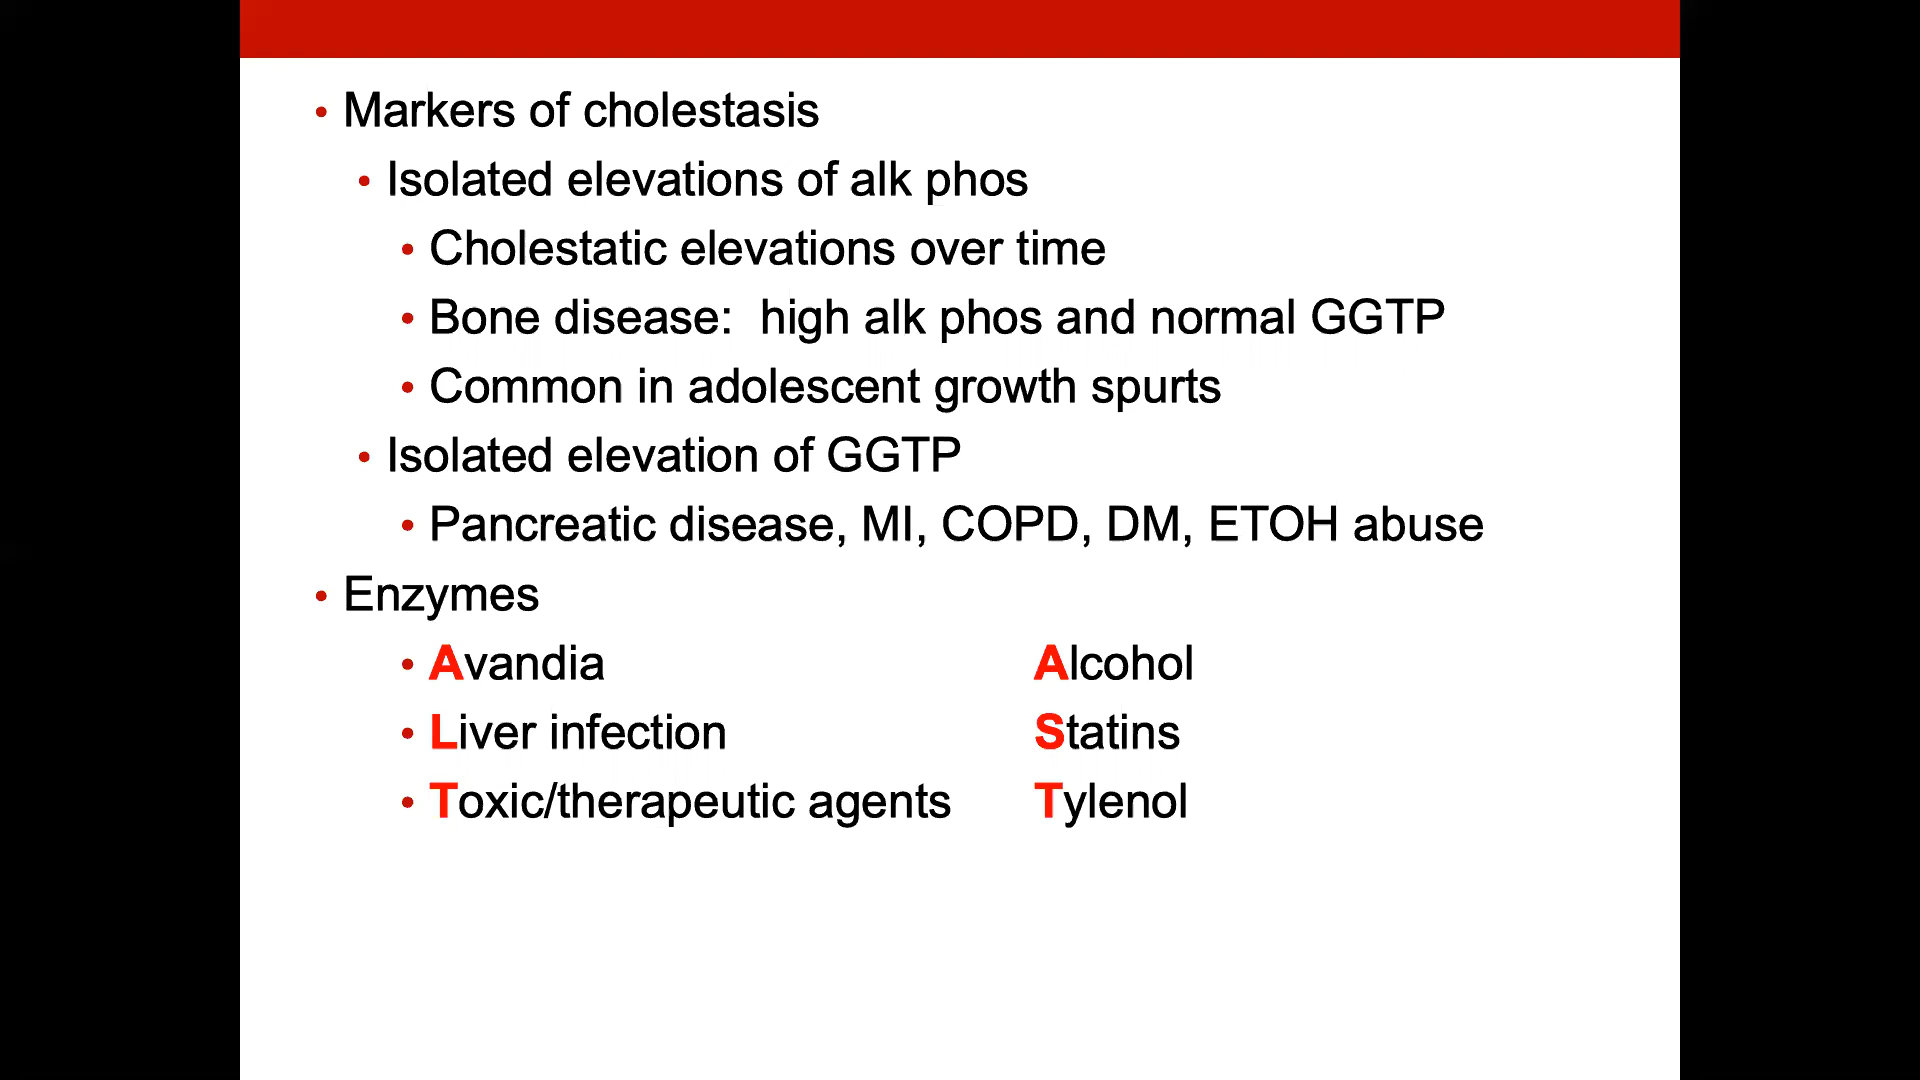 • Markers of cholestasis
• Isolated elevations of alk phos
• Cholestatic elevations over time
• Bone disease:  high alk phos and normal GGTP
• Common in adolescent growth spurts
• Isolated elevation of GGTP
• Pancreatic disease, MI, COPD, DM, ETOH abuse
• Enzymes
• Avandia Alcohol
• Liver infection Statins
• Toxic/therapeutic agents Tylenol